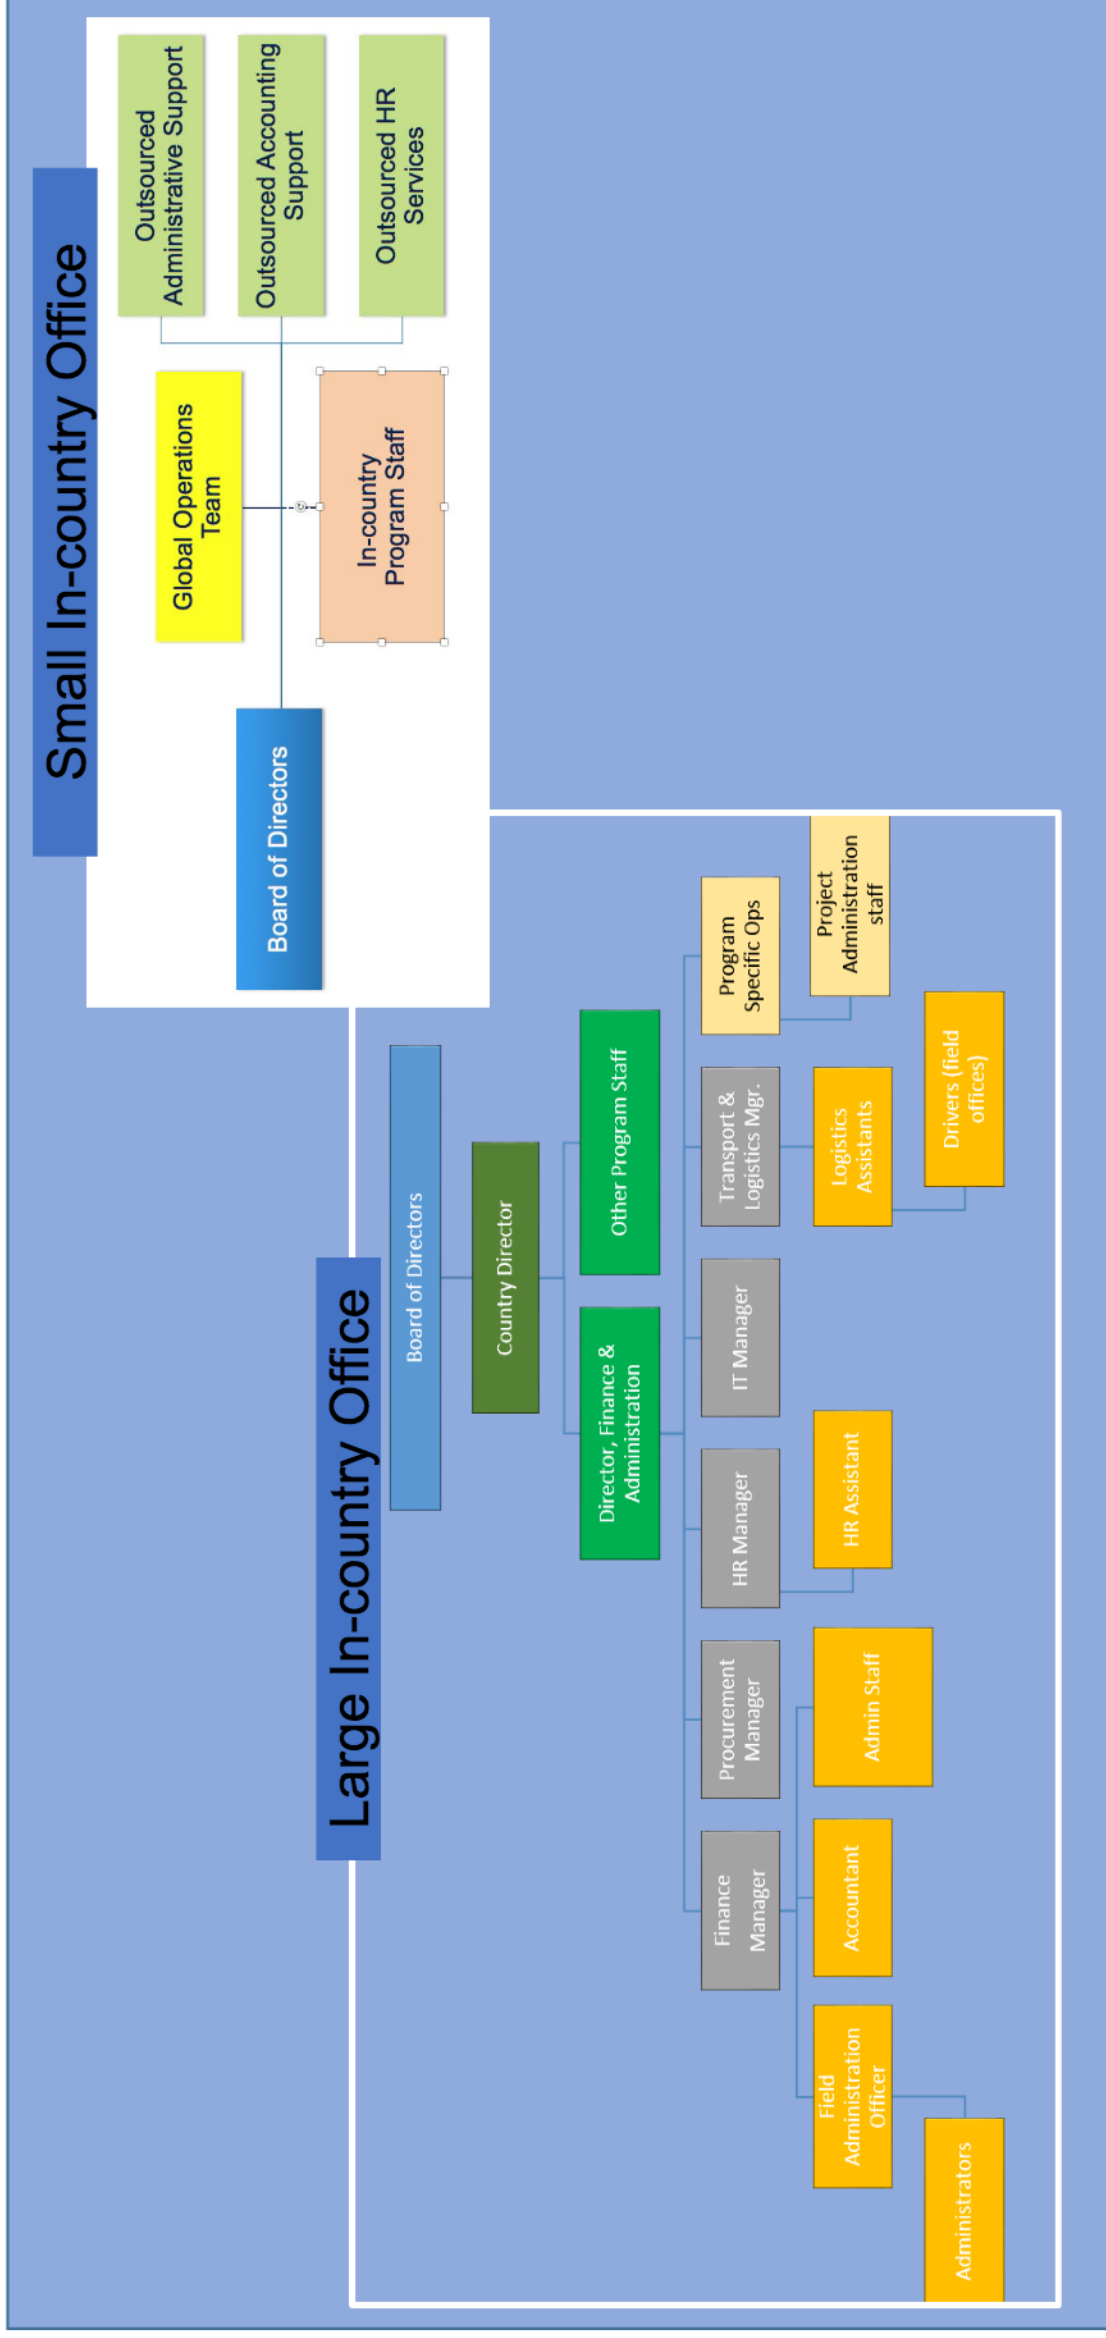 Small In-country Office
Board of Directors
Global Operations
Team
In-country
Program Staff
Outsourced
Administrative Support
Outsourced Accounting
Support
Outsourced HR
Services
Large In-country Office
Board of Directors
Country Director
Director, Finance &
Administration
Other Program Staff
Finance
Manager
Procurement
Manager
HR Manager
IT Manager
Transport &
Logistics Mgr.
Program
Specific Ops
Field
Administration
Officer
Accountant
Admin Staff
HR Assistant
Logistics
Assistants
Project
Administration
staff
Administrators
Drivers (field
offices)